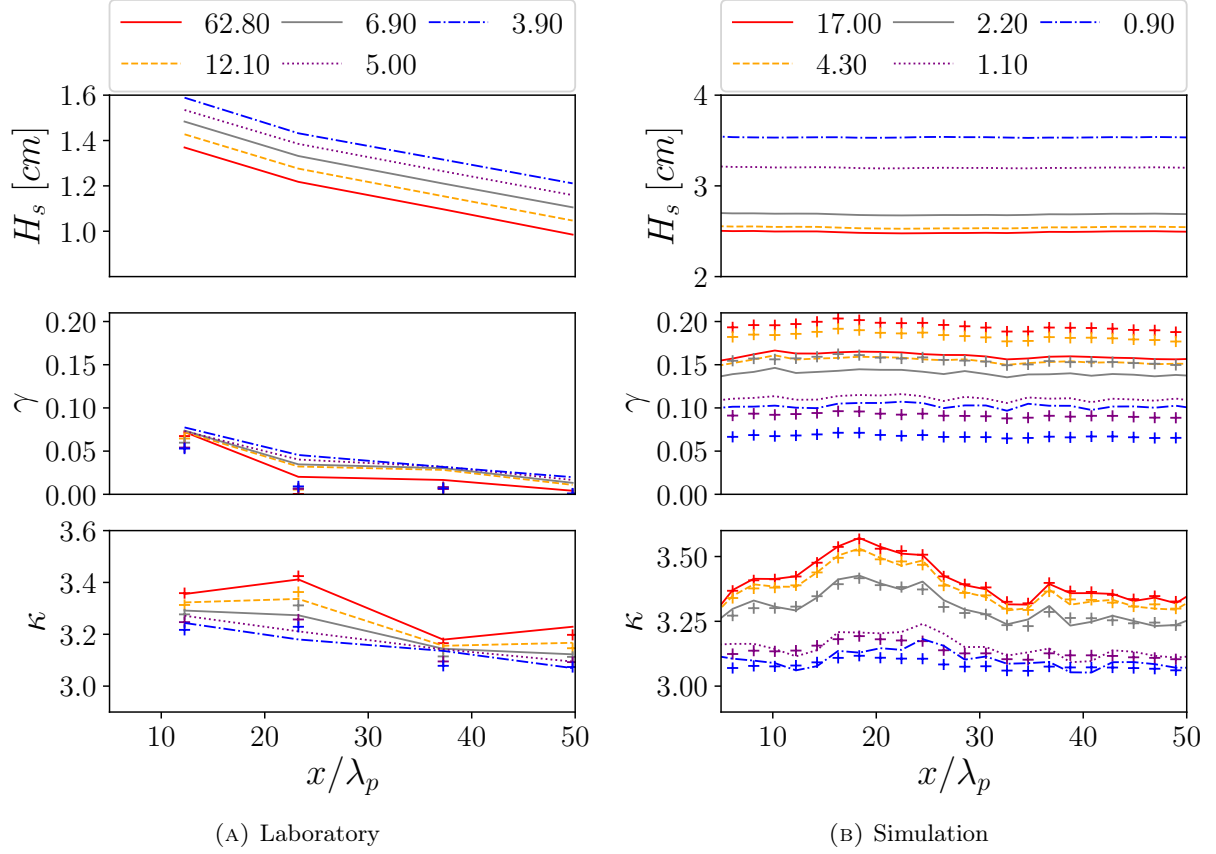 62.80 6.90 3.90
12.10 5.00
1.6
1.4
1.2
1.0
H_s [cm]
0.20
0.15
0.10
0.05
0.00
γ
3.6
3.4
3.2
3.0
κ
10 20 30 40 50
x/λ_p
(A) Laboratory
17.00 2.20 0.90
4.30 1.10
4
3
2
H_s [cm]
0.20
0.15
0.10
0.05
0.00
γ
3.50
3.25
3.00
κ
10 20 30 40 50
x/λ_p
(B) Simulation